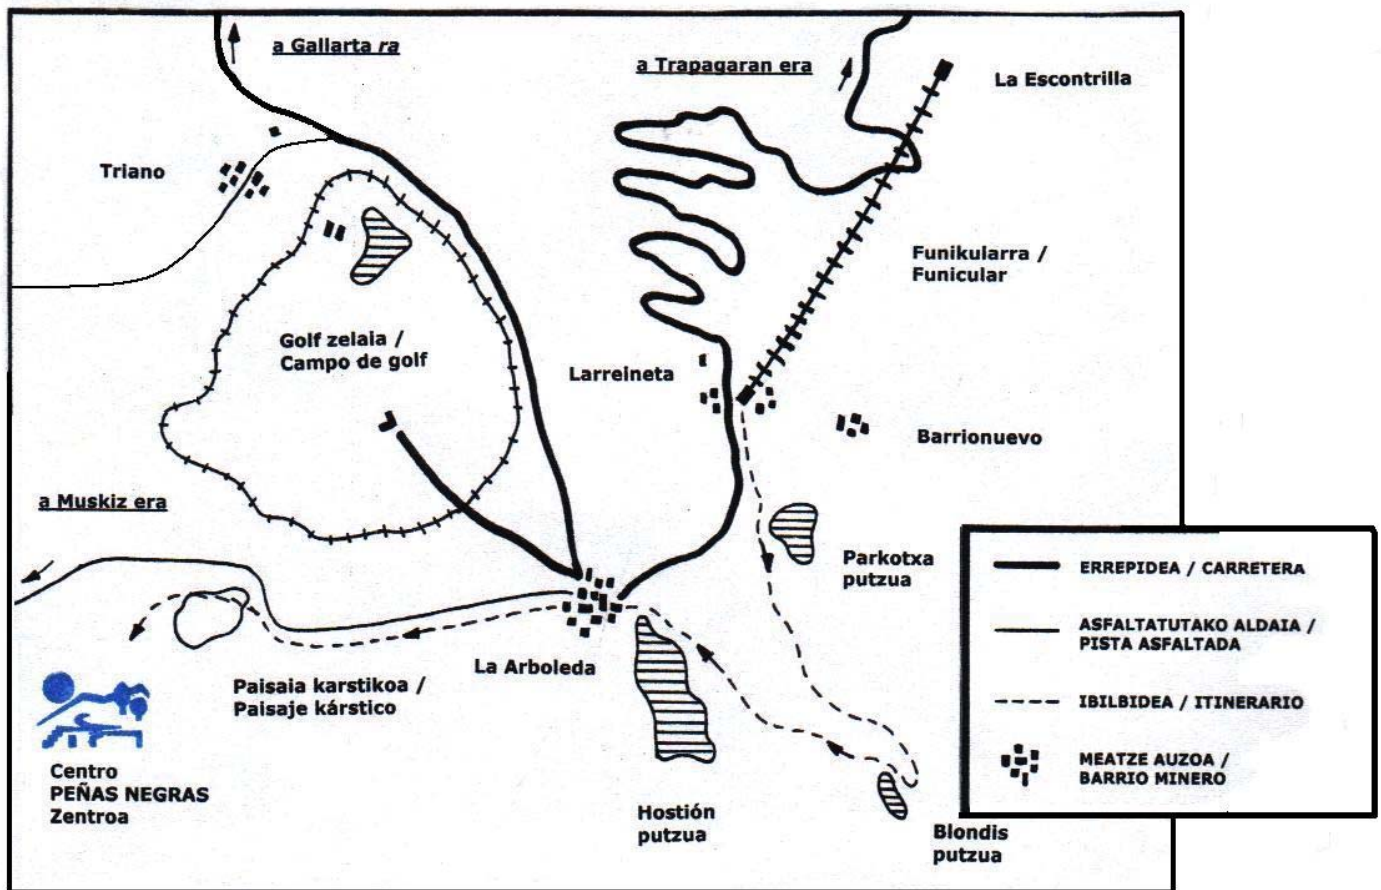 a Gallarta ra
a Trapagaran era
La Escontrilla
Triano
Funikularra /
Funicular
Golf zelaia /
Campo de golf
Larreineta
Barrionuevo
a Muskiz era
Parkotxa
putzua
La Arboleda
Paisaia karstikoa /
Paisaje kárstico
Centro
PEÑAS NEGRAS
Zentroa
Hostión
putzua
Blondis
putzua
ERREPIDEA / CARRETERA
ASFALTATUTAKO ALDAIA /
PISTA ASFALTADA
IBILBIDEA / ITINERARIO
MEATZE AUZOA /
BARRIO MINERO